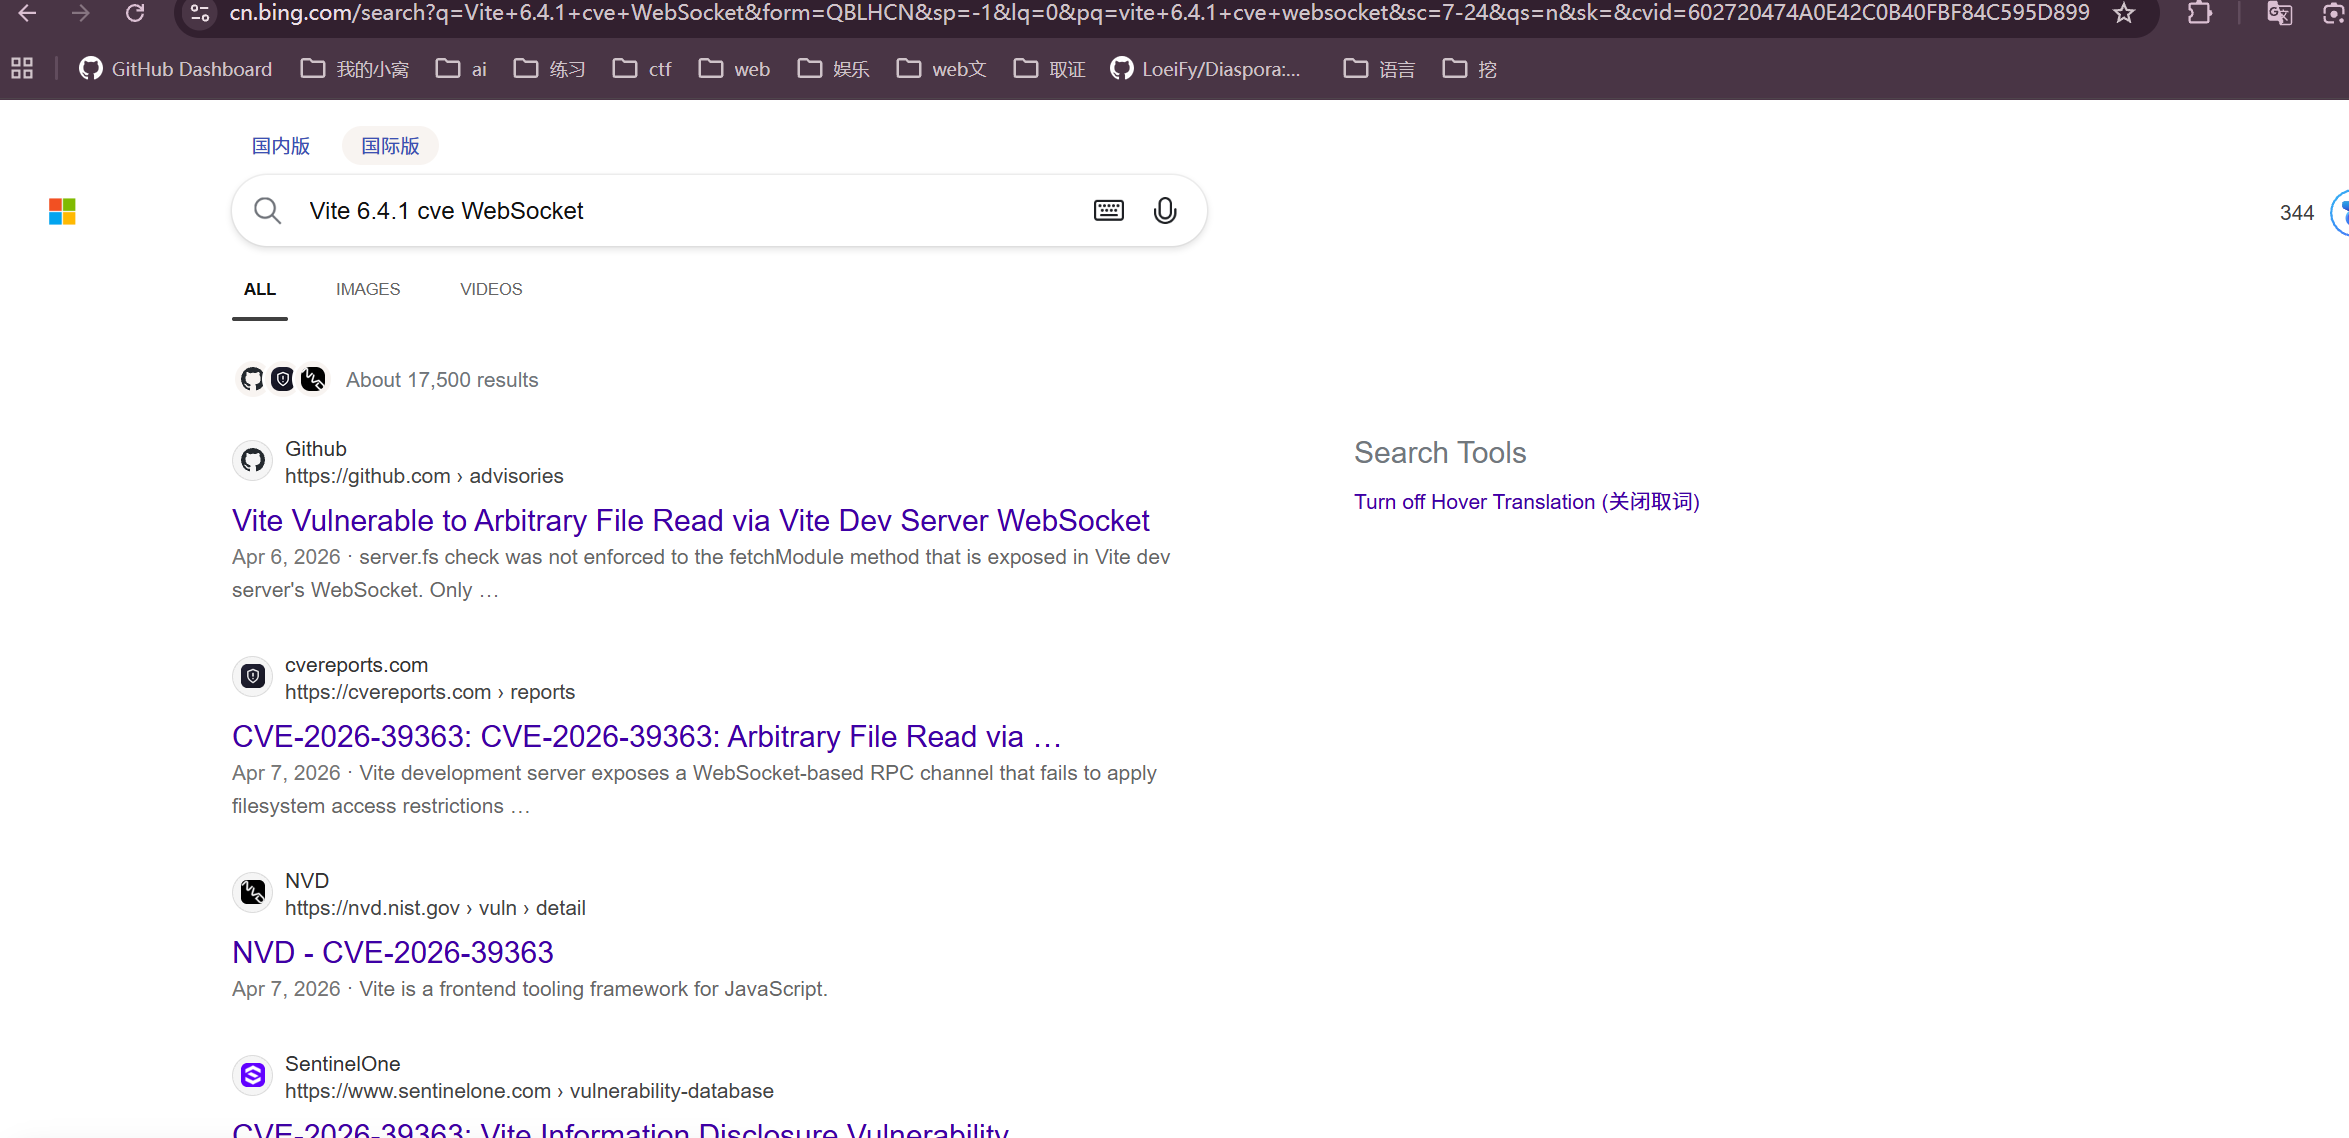 cn.bing.com/search?q=Vite+6.4.1+cve+WebSocket&form=QBLHCN&sp=-1&lq=0&pq=vite+6.4.1+cve+websocket&sc=7-24&qs=n&sk=&cvid=602720474A0E42C0B40FBF84C595D899
GitHub Dashboard 我的小窝 ai 练习 ctf web 娱乐 web文 取证 LoeiFy/Diaspora:... 语言 挖
国内版 国际版
Vite 6.4.1 cve WebSocket
344
ALL IMAGES VIDEOS
About 17,500 results
Github
https://github.com › advisories
Vite Vulnerable to Arbitrary File Read via Vite Dev Server WebSocket
Apr 6, 2026 · server.fs check was not enforced to the fetchModule method that is exposed in Vite dev
server's WebSocket. Only …
Search Tools
Turn off Hover Translation (关闭取词)
cvereports.com
https://cvereports.com › reports
CVE-2026-39363: CVE-2026-39363: Arbitrary File Read via …
Apr 7, 2026 · Vite development server exposes a WebSocket-based RPC channel that fails to apply
filesystem access restrictions …
NVD
https://nvd.nist.gov › vuln › detail
NVD - CVE-2026-39363
Apr 7, 2026 · Vite is a frontend tooling framework for JavaScript.
SentinelOne
https://www.sentinelone.com › vulnerability-database
CVE-2026-39363: Vite Information Disclosure Vulnerability